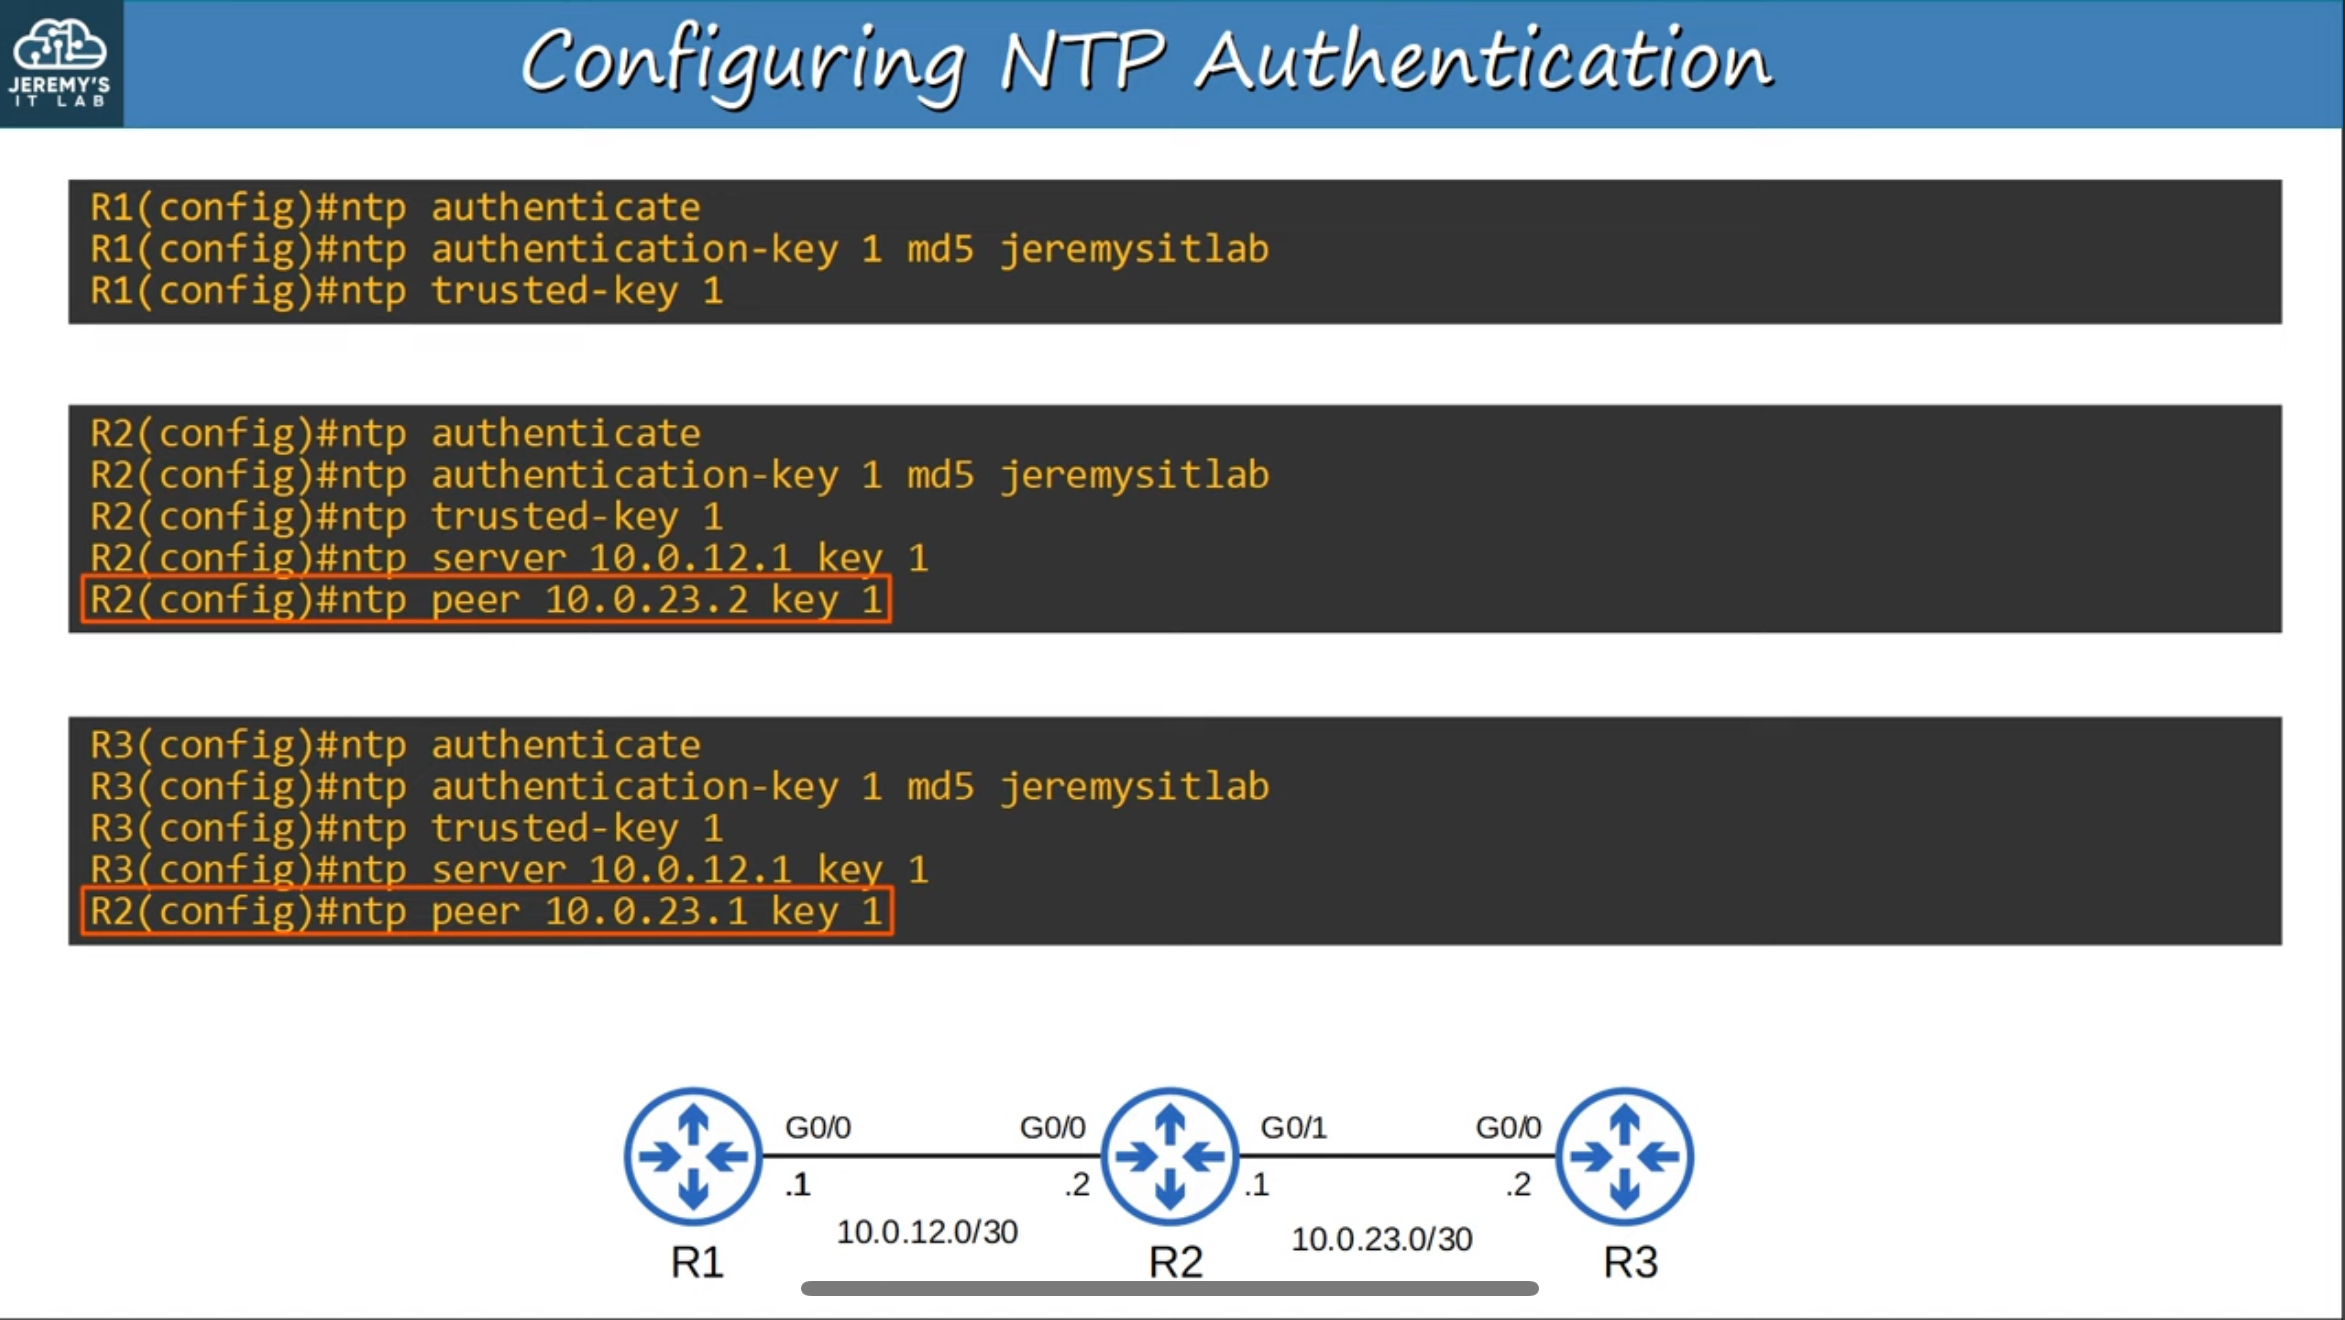 JEREMY'S
IT LAB
Configuring NTP Authentication
R1(config)#ntp authenticate
R1(config)#ntp authentication-key 1 md5 jeremysitlab
R1(config)#ntp trusted-key 1
R2(config)#ntp authenticate
R2(config)#ntp authentication-key 1 md5 jeremysitlab
R2(config)#ntp trusted-key 1
R2(config)#ntp server 10.0.12.1 key 1
R2(config)#ntp peer 10.0.23.2 key 1
R3(config)#ntp authenticate
R3(config)#ntp authentication-key 1 md5 jeremysitlab
R3(config)#ntp trusted-key 1
R3(config)#ntp server 10.0.12.1 key 1
R2(config)#ntp peer 10.0.23.1 key 1
G0/0 G0/0 G0/1 G0/0
.1 .2 .1 .2
10.0.12.0/30 10.0.23.0/30
R1 R2 R3